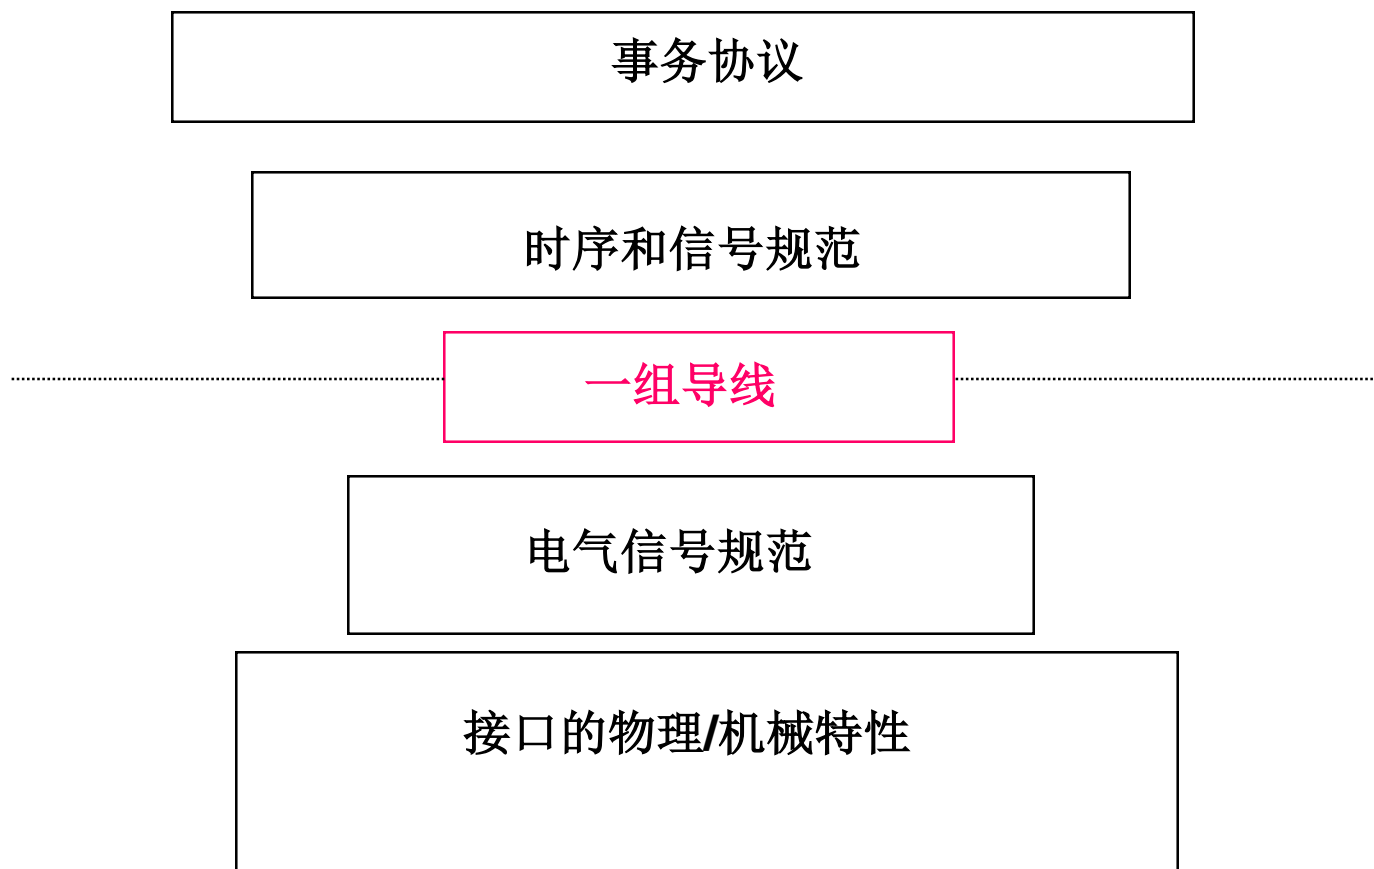 事务协议
时序和信号规范
一组导线
电气信号规范
接口的物理/机械特性